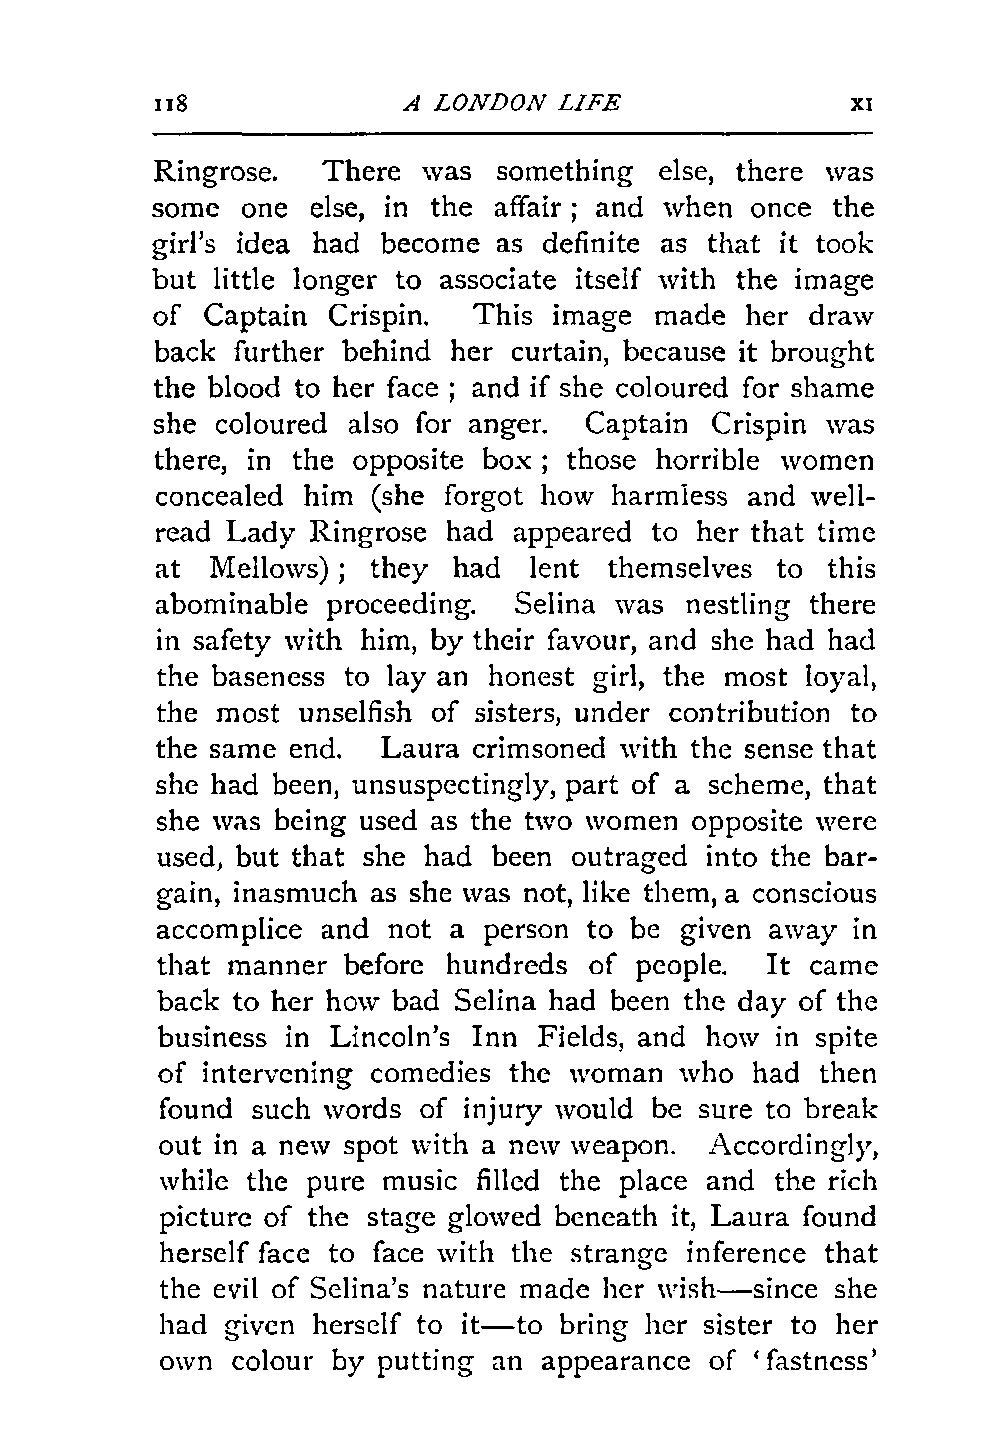 118 A LONDON LIFE XI
Ringrose. There was something else, there was
some one else, in the affair ; and when once the
girl's idea had become as definite as that it took
but little longer to associate itself with the image
of Captain Crispin. This image made her draw
back further behind her curtain, because it brought
the blood to her face ; and if she coloured for shame
she coloured also for anger. Captain Crispin was
there, in the opposite box ; those horrible women
concealed him (she forgot how harmless and well-
read Lady Ringrose had appeared to her that time
at Mellows) ; they had lent themselves to this
abominable proceeding. Selina was nestling there
in safety with him, by their favour, and she had had
the baseness to lay an honest girl, the most loyal,
the most unselfish of sisters, under contribution to
the same end. Laura crimsoned with the sense that
she had been, unsuspectingly, part of a scheme, that
she was being used as the two women opposite were
used, but that she had been outraged into the bar-
gain, inasmuch as she was not, like them, a conscious
accomplice and not a person to be given away in
that manner before hundreds of people. It came
back to her how bad Selina had been the day of the
business in Lincoln's Inn Fields, and how in spite
of intervening comedies the woman who had then
found such words of injury would be sure to break
out in a new spot with a new weapon. Accordingly,
while the pure music filled the place and the rich
picture of the stage glowed beneath it, Laura found
herself face to face with the strange inference that
the evil of Selina's nature made her wish—since she
had given herself to it—to bring her sister to her
own colour by putting an appearance of ‘fastness’